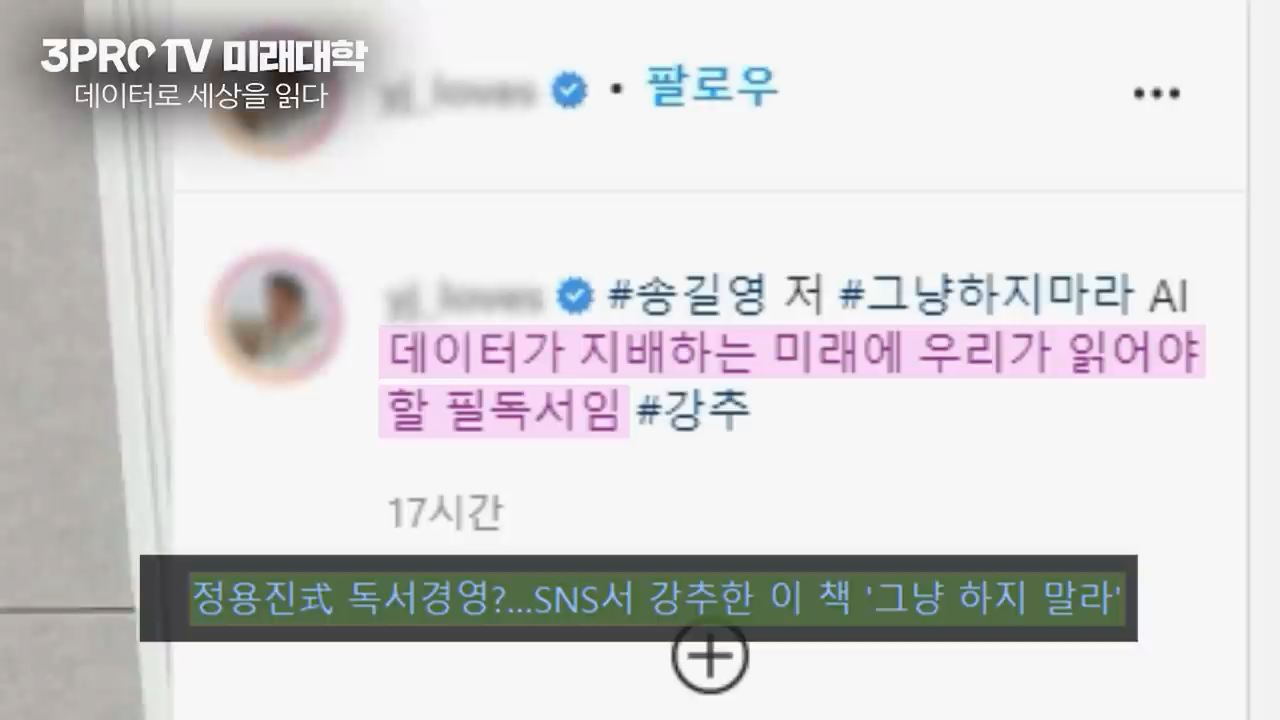 3PRO TV 미래대학
데이터로 세상을 읽다
yj_loves • 팔로우
yj_loves #송길영 저 #그냥하지마라 AI
데이터가 지배하는 미래에 우리가 읽어야
할 필독서임 #강추
17시간
정용진式 독서경영?...SNS서 강추한 이 책 '그냥 하지 말라'